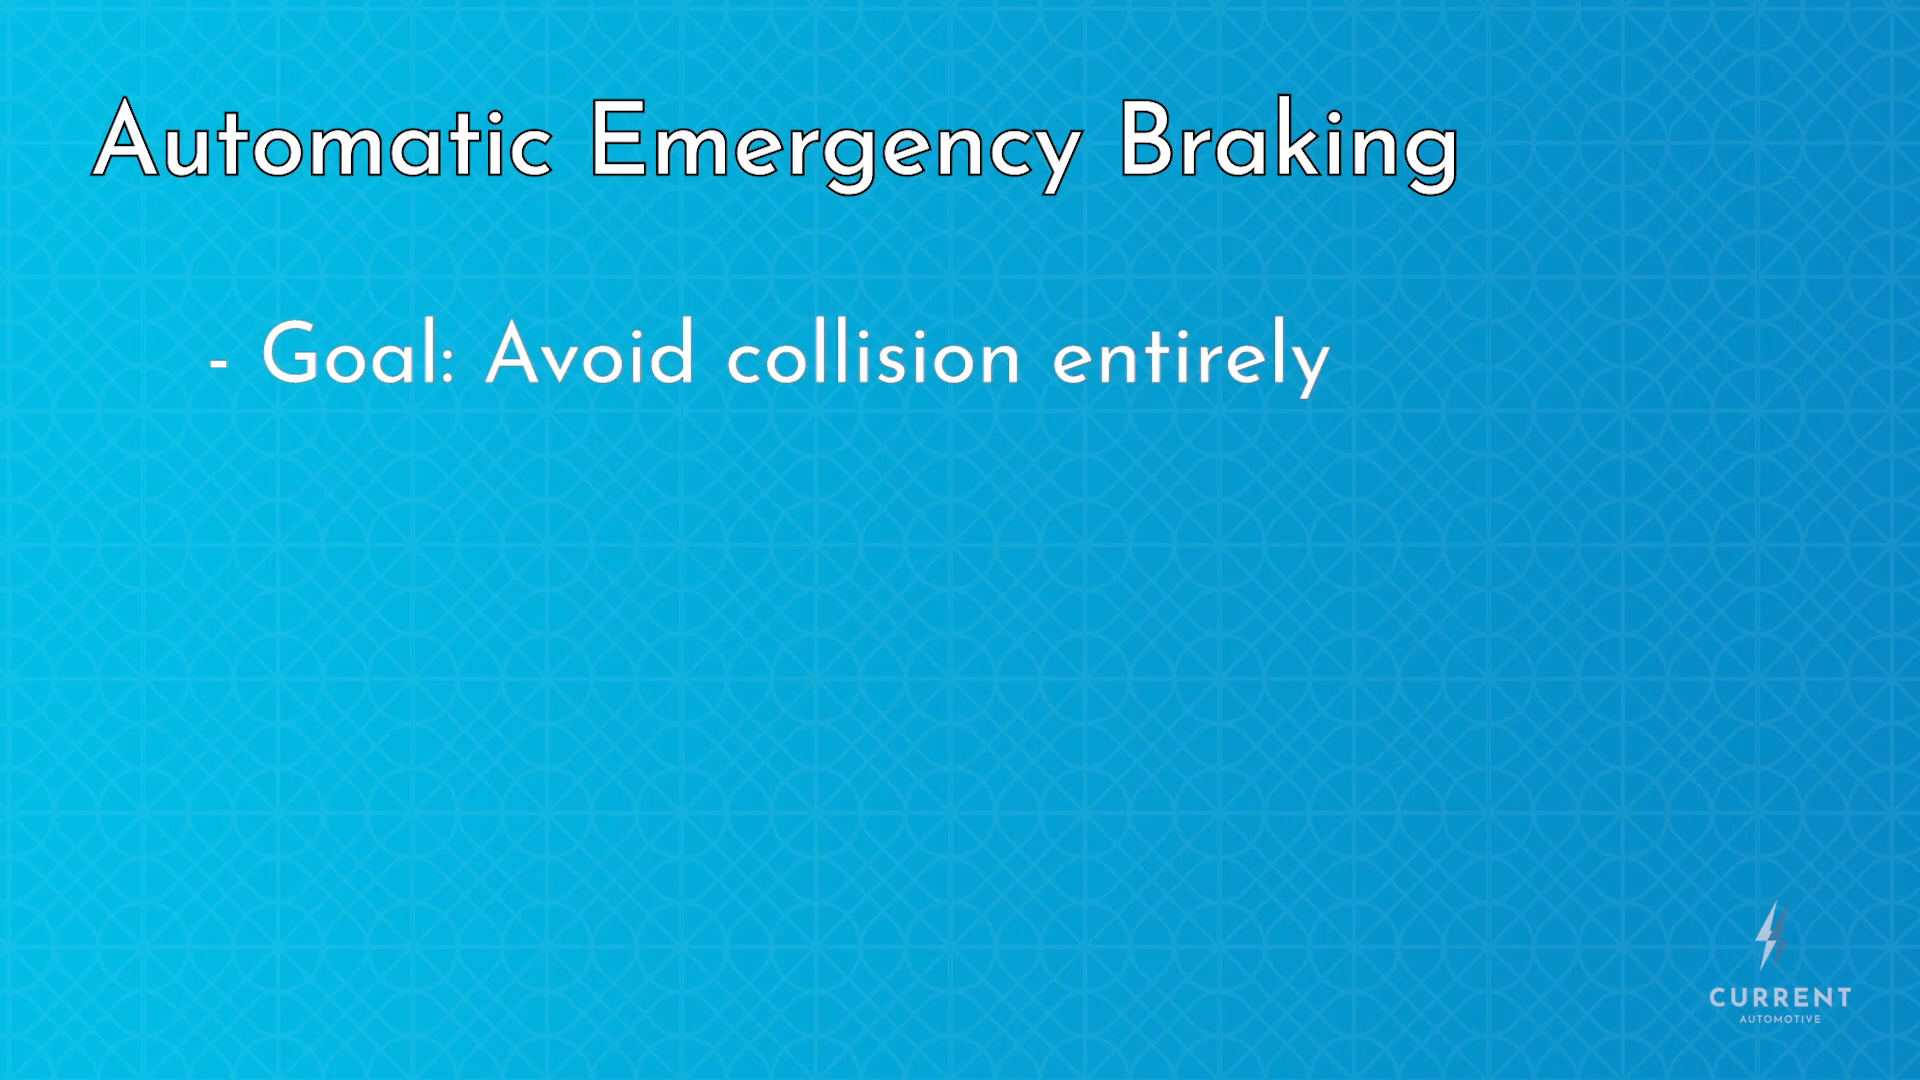 Automatic Emergency Braking
- Goal: Avoid collision entirely
CURRENT
AUTOMOTIVE